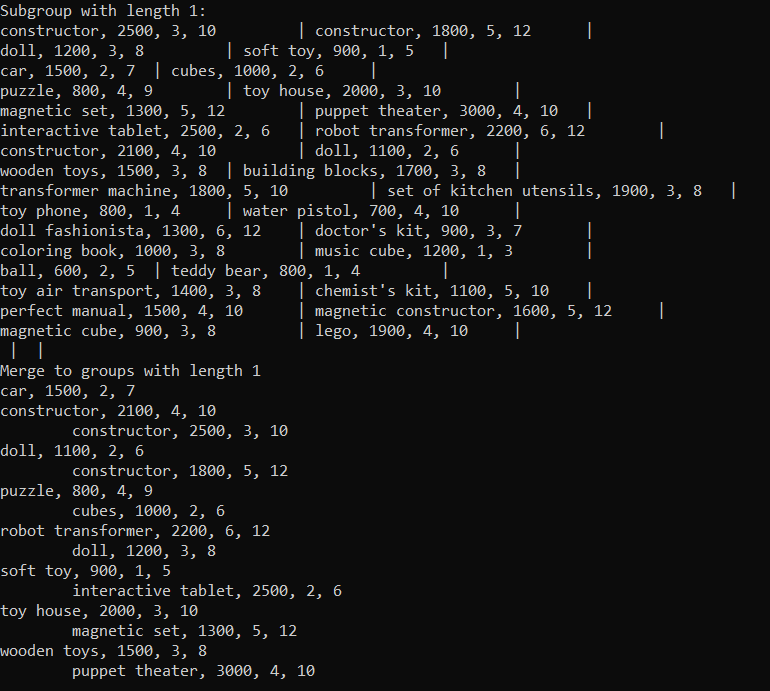 Subgroup with length 1:
constructor, 2500, 3, 10 | constructor, 1800, 5, 12 |
doll, 1200, 3, 8 | soft toy, 900, 1, 5 |
car, 1500, 2, 7 | cubes, 1000, 2, 6 |
puzzle, 800, 4, 9 | toy house, 2000, 3, 10 |
magnetic set, 1300, 5, 12 | puppet theater, 3000, 4, 10 |
interactive tablet, 2500, 2, 6 | robot transformer, 2200, 6, 12 |
constructor, 2100, 4, 10 | doll, 1100, 2, 6 |
wooden toys, 1500, 3, 8 | building blocks, 1700, 3, 8 |
transformer machine, 1800, 5, 10 | set of kitchen utensils, 1900, 3, 8 |
toy phone, 800, 1, 4 | water pistol, 700, 4, 10 |
doll fashionista, 1300, 6, 12 | doctor's kit, 900, 3, 7 |
coloring book, 1000, 3, 8 | music cube, 1200, 1, 3 |
ball, 600, 2, 5 | teddy bear, 800, 1, 4 |
toy air transport, 1400, 3, 8 | chemist's kit, 1100, 5, 10 |
perfect manual, 1500, 4, 10 | magnetic constructor, 1600, 5, 12 |
magnetic cube, 900, 3, 8 | lego, 1900, 4, 10 |
| |
Merge to groups with length 1
car, 1500, 2, 7
constructor, 2100, 4, 10
constructor, 2500, 3, 10
doll, 1100, 2, 6
constructor, 1800, 5, 12
puzzle, 800, 4, 9
cubes, 1000, 2, 6
robot transformer, 2200, 6, 12
doll, 1200, 3, 8
soft toy, 900, 1, 5
interactive tablet, 2500, 2, 6
toy house, 2000, 3, 10
magnetic set, 1300, 5, 12
wooden toys, 1500, 3, 8
puppet theater, 3000, 4, 10